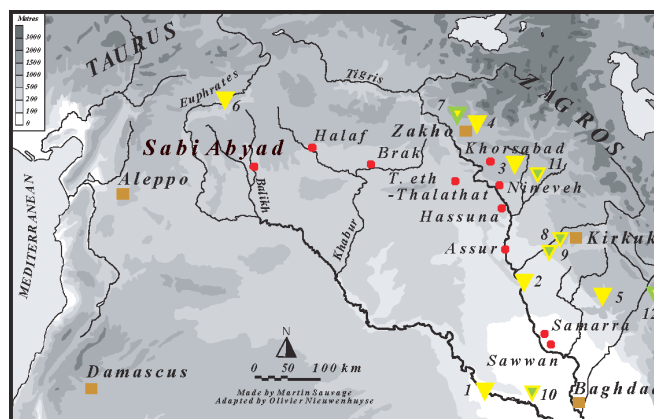 Metres
3000
2000
1500
1000
500
200
100
0
TAURUS
ZAGROS
MEDITERRANEAN
Euphrates
6
Tigris
7
4
Zakho
Halaf
Khorsabad
Sabi Abyad
Brak
3
11
Aleppo
Balikh
T. eth
-Thalathat
Nineveh
Hassuna
Khabur
8
Kirkuk
Assur
9
2
5
12
N
Samarra
Sawwan
0 50 100 km
Damascus
1
10
Baghdad
Made by Martin Sauvage
Adapted by Olivier Nieuwenhuyse